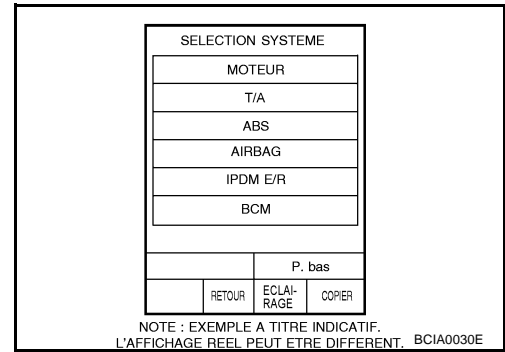 SELECTION SYSTEME
MOTEUR
T/A
ABS
AIRBAG
IPDM E/R
BCM
P. bas
RETOUR
ECLAI-
RAGE
COPIER
NOTE : EXEMPLE A TITRE INDICATIF.
L'AFFICHAGE REEL PEUT ETRE DIFFERENT.
BCIA0030E